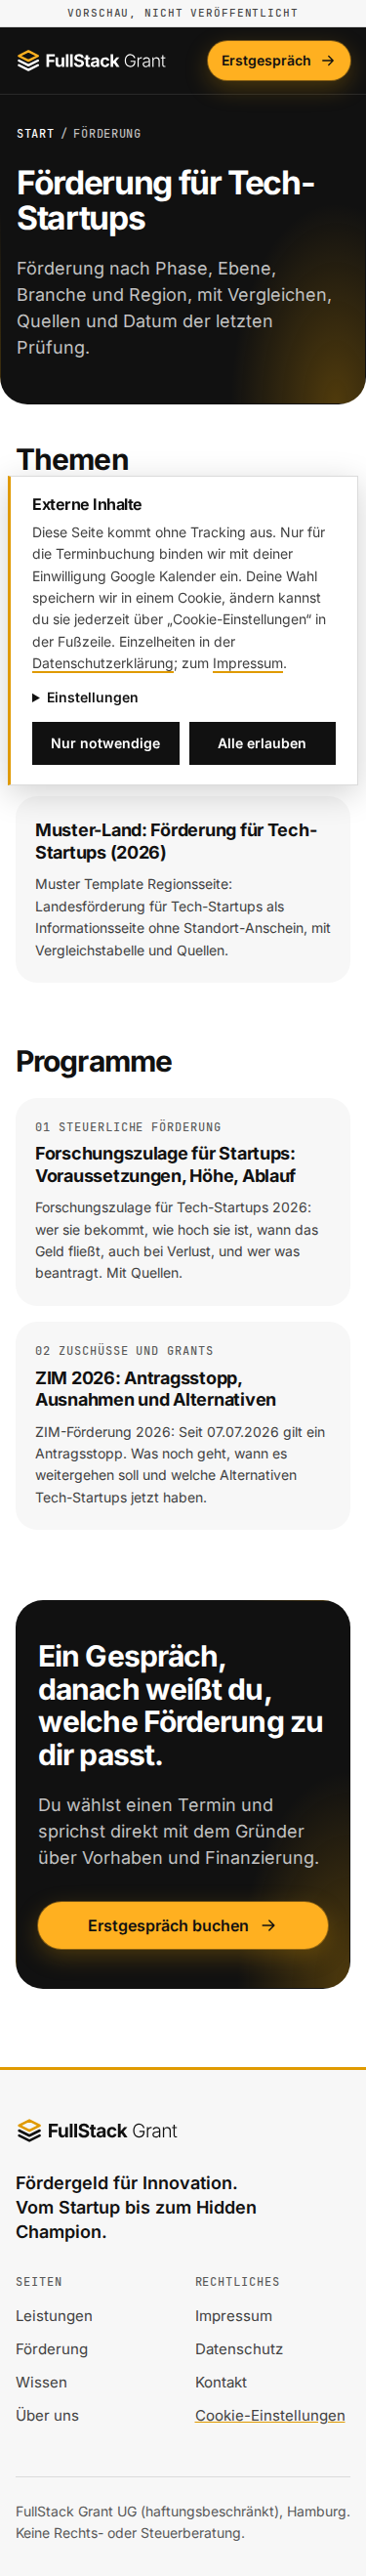 VORSCHAU, NICHT VERÖFFENTLICHT
FullStack Grant
Erstgespräch →
START / FÖRDERUNG
Förderung für Tech-
Startups
Förderung nach Phase, Ebene,
Branche und Region, mit Vergleichen,
Quellen und Datum der letzten
Prüfung.
Themen
Externe Inhalte
Diese Seite kommt ohne Tracking aus. Nur für
die Terminbuchung binden wir mit deiner
Einwilligung Google Kalender ein. Deine Wahl
speichern wir in einem Cookie, ändern kannst
du sie jederzeit über „Cookie-Einstellungen“ in
der Fußzeile. Einzelheiten in der
Datenschutzerklärung; zum Impressum.
▶ Einstellungen
Nur notwendige
Alle erlauben
Muster-Land: Förderung für Tech-
Startups (2026)
Muster Template Regionsseite:
Landesförderung für Tech-Startups als
Informationsseite ohne Standort-Anschein, mit
Vergleichstabelle und Quellen.
Programme
01 STEUERLICHE FÖRDERUNG
Forschungszulage für Startups:
Voraussetzungen, Höhe, Ablauf
Forschungszulage für Tech-Startups 2026:
wer sie bekommt, wie hoch sie ist, wann das
Geld fließt, auch bei Verlust, und wer was
beantragt. Mit Quellen.
02 ZUSCHÜSSE UND GRANTS
ZIM 2026: Antragsstopp,
Ausnahmen und Alternativen
ZIM-Förderung 2026: Seit 07.07.2026 gilt ein
Antragsstopp. Was noch geht, wann es
weitergehen soll und welche Alternativen
Tech-Startups jetzt haben.
Ein Gespräch,
danach weißt du,
welche Förderung zu
dir passt.
Du wählst einen Termin und
sprichst direkt mit dem Gründer
über Vorhaben und Finanzierung.
Erstgespräch buchen →
FullStack Grant
Fördergeld für Innovation.
Vom Startup bis zum Hidden
Champion.
SEITEN
Leistungen
Förderung
Wissen
Über uns
RECHTLICHES
Impressum
Datenschutz
Kontakt
Cookie-Einstellungen
FullStack Grant UG (haftungsbeschränkt), Hamburg.
Keine Rechts- oder Steuerberatung.